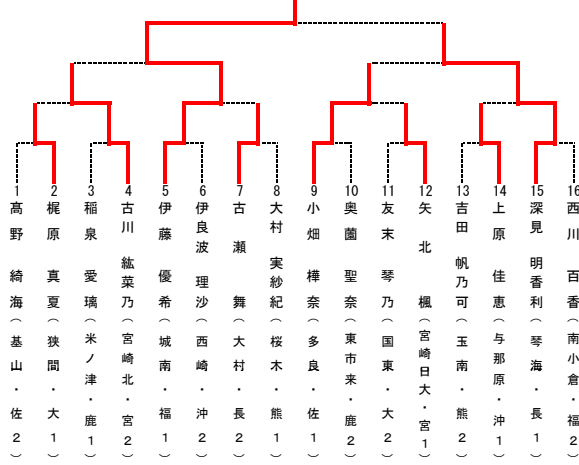 1 髙野 綺海（基山・佐２）
2 梶原 真夏（狭間・大１）
3 稲泉 愛璃（米ノ津・鹿１）
4 古川 紘菜乃（宮崎北・宮２）
5 伊藤 優希（城南・福１）
6 伊良波 理沙（西崎・沖２）
7 古瀬 舞（大村・長２）
8 大村 実紗紀（桜木・熊１）
9 小畑 樺奈（多良・佐１）
10 奥薗 聖奈（東市来・鹿２）
11 友末 琴乃（国東・大２）
12 矢北 楓（宮崎日大・宮１）
13 吉田 帆乃可（玉南・熊２）
14 上原 佳恵（与那原・沖１）
15 深見 明香利（琴海・長１）
16 西川 百香（南小倉・福２）